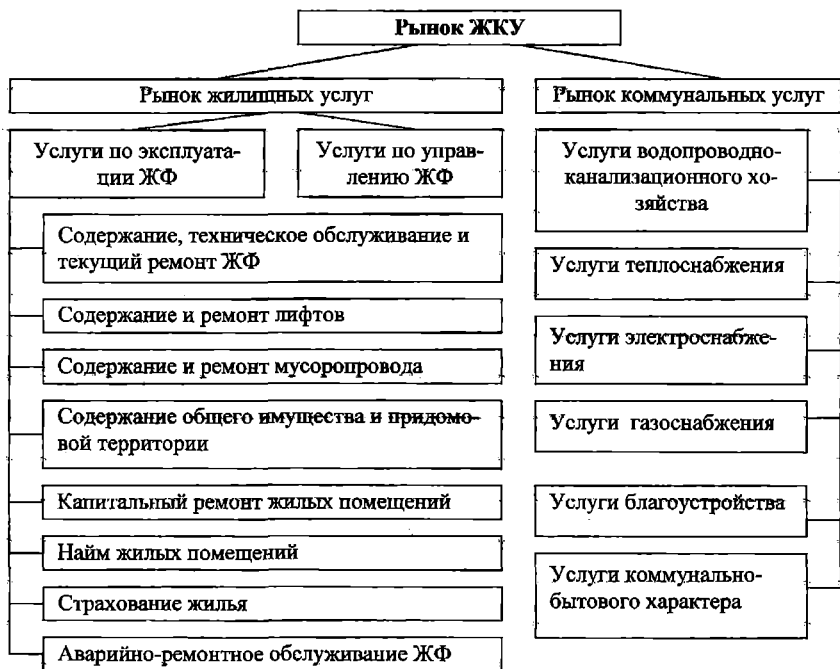 Рынок ЖКУ
Рынок жилищных услуг
Рынок коммунальных услуг
Услуги по эксплуата-
ции ЖФ
Услуги по управ-
лению ЖФ
Содержание, техническое обслуживание и
текущий ремонт ЖФ
Содержание и ремонт лифтов
Содержание и ремонт мусоропровода
Содержание общего имущества и придомо-
вой территории
Капитальный ремонт жилых помещений
Найм жилых помещений
Страхование жилья
Аварийно-ремонтное обслуживание ЖФ
Услуги водопроводно-
канализационного хо-
зяйства
Услуги теплоснабжения
Услуги электроснабже-
ния
Услуги газоснабжения
Услуги благоустройства
Услуги коммунально-
бытового характера